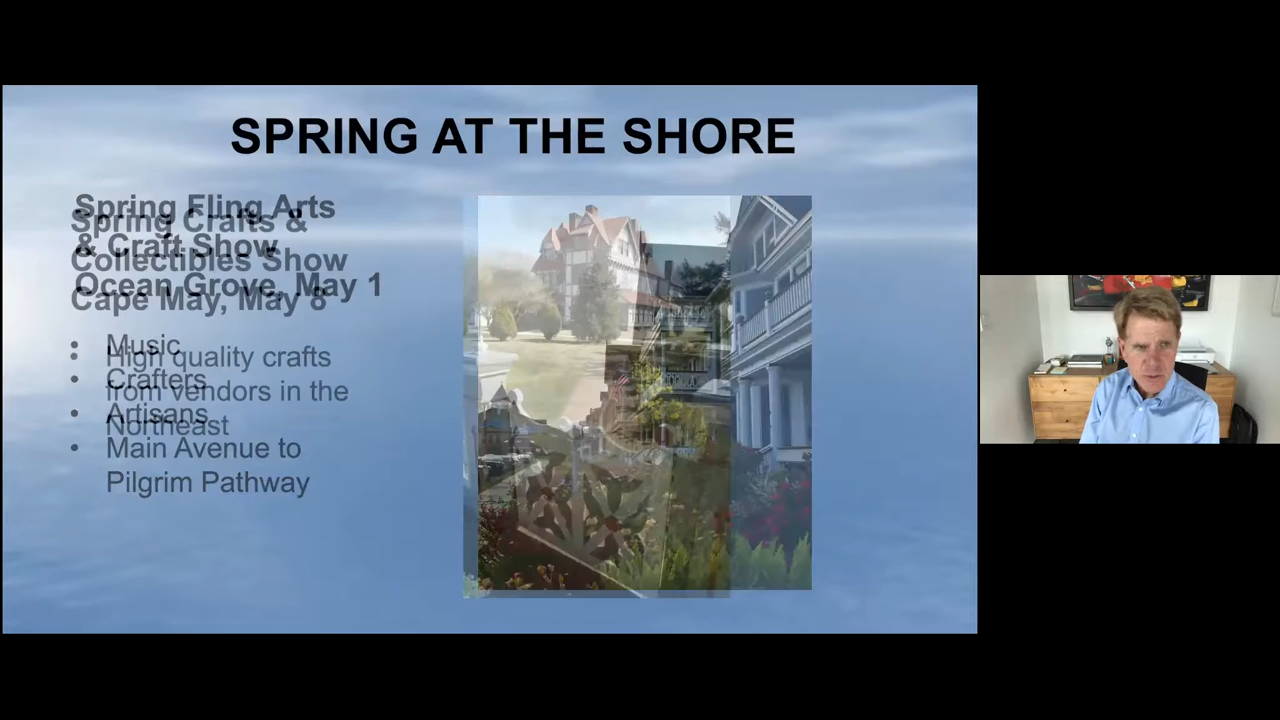 SPRING AT THE SHORE
Spring Fling Arts
& Craft Show
Ocean Grove, May 1
• Music
• Crafters
• Artisans
• Main Avenue to
Pilgrim Pathway
Spring Crafts &
Collectibles Show
Cape May, May 8
• High quality crafts
from vendors in the
Northeast